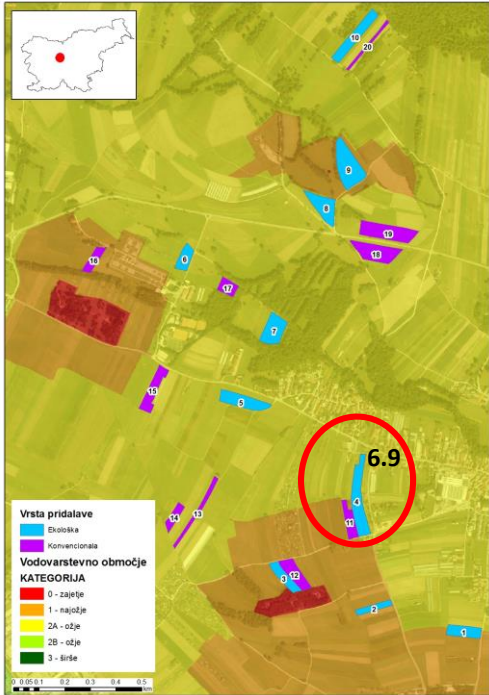 10
20
9
8
19
18
16
6
17
7
15
5
6.9
4
11
14
13
3
12
2
1
Vrsta pridalave
Ekološka
Konvencionala
Vodovarstveno območje
KATEGORIJA
0 - zajetje
1 - najožje
2A - ožje
2B - ožje
3 - širše
0 0.05 0.1 0.2 0.3 0.4 0.5
km